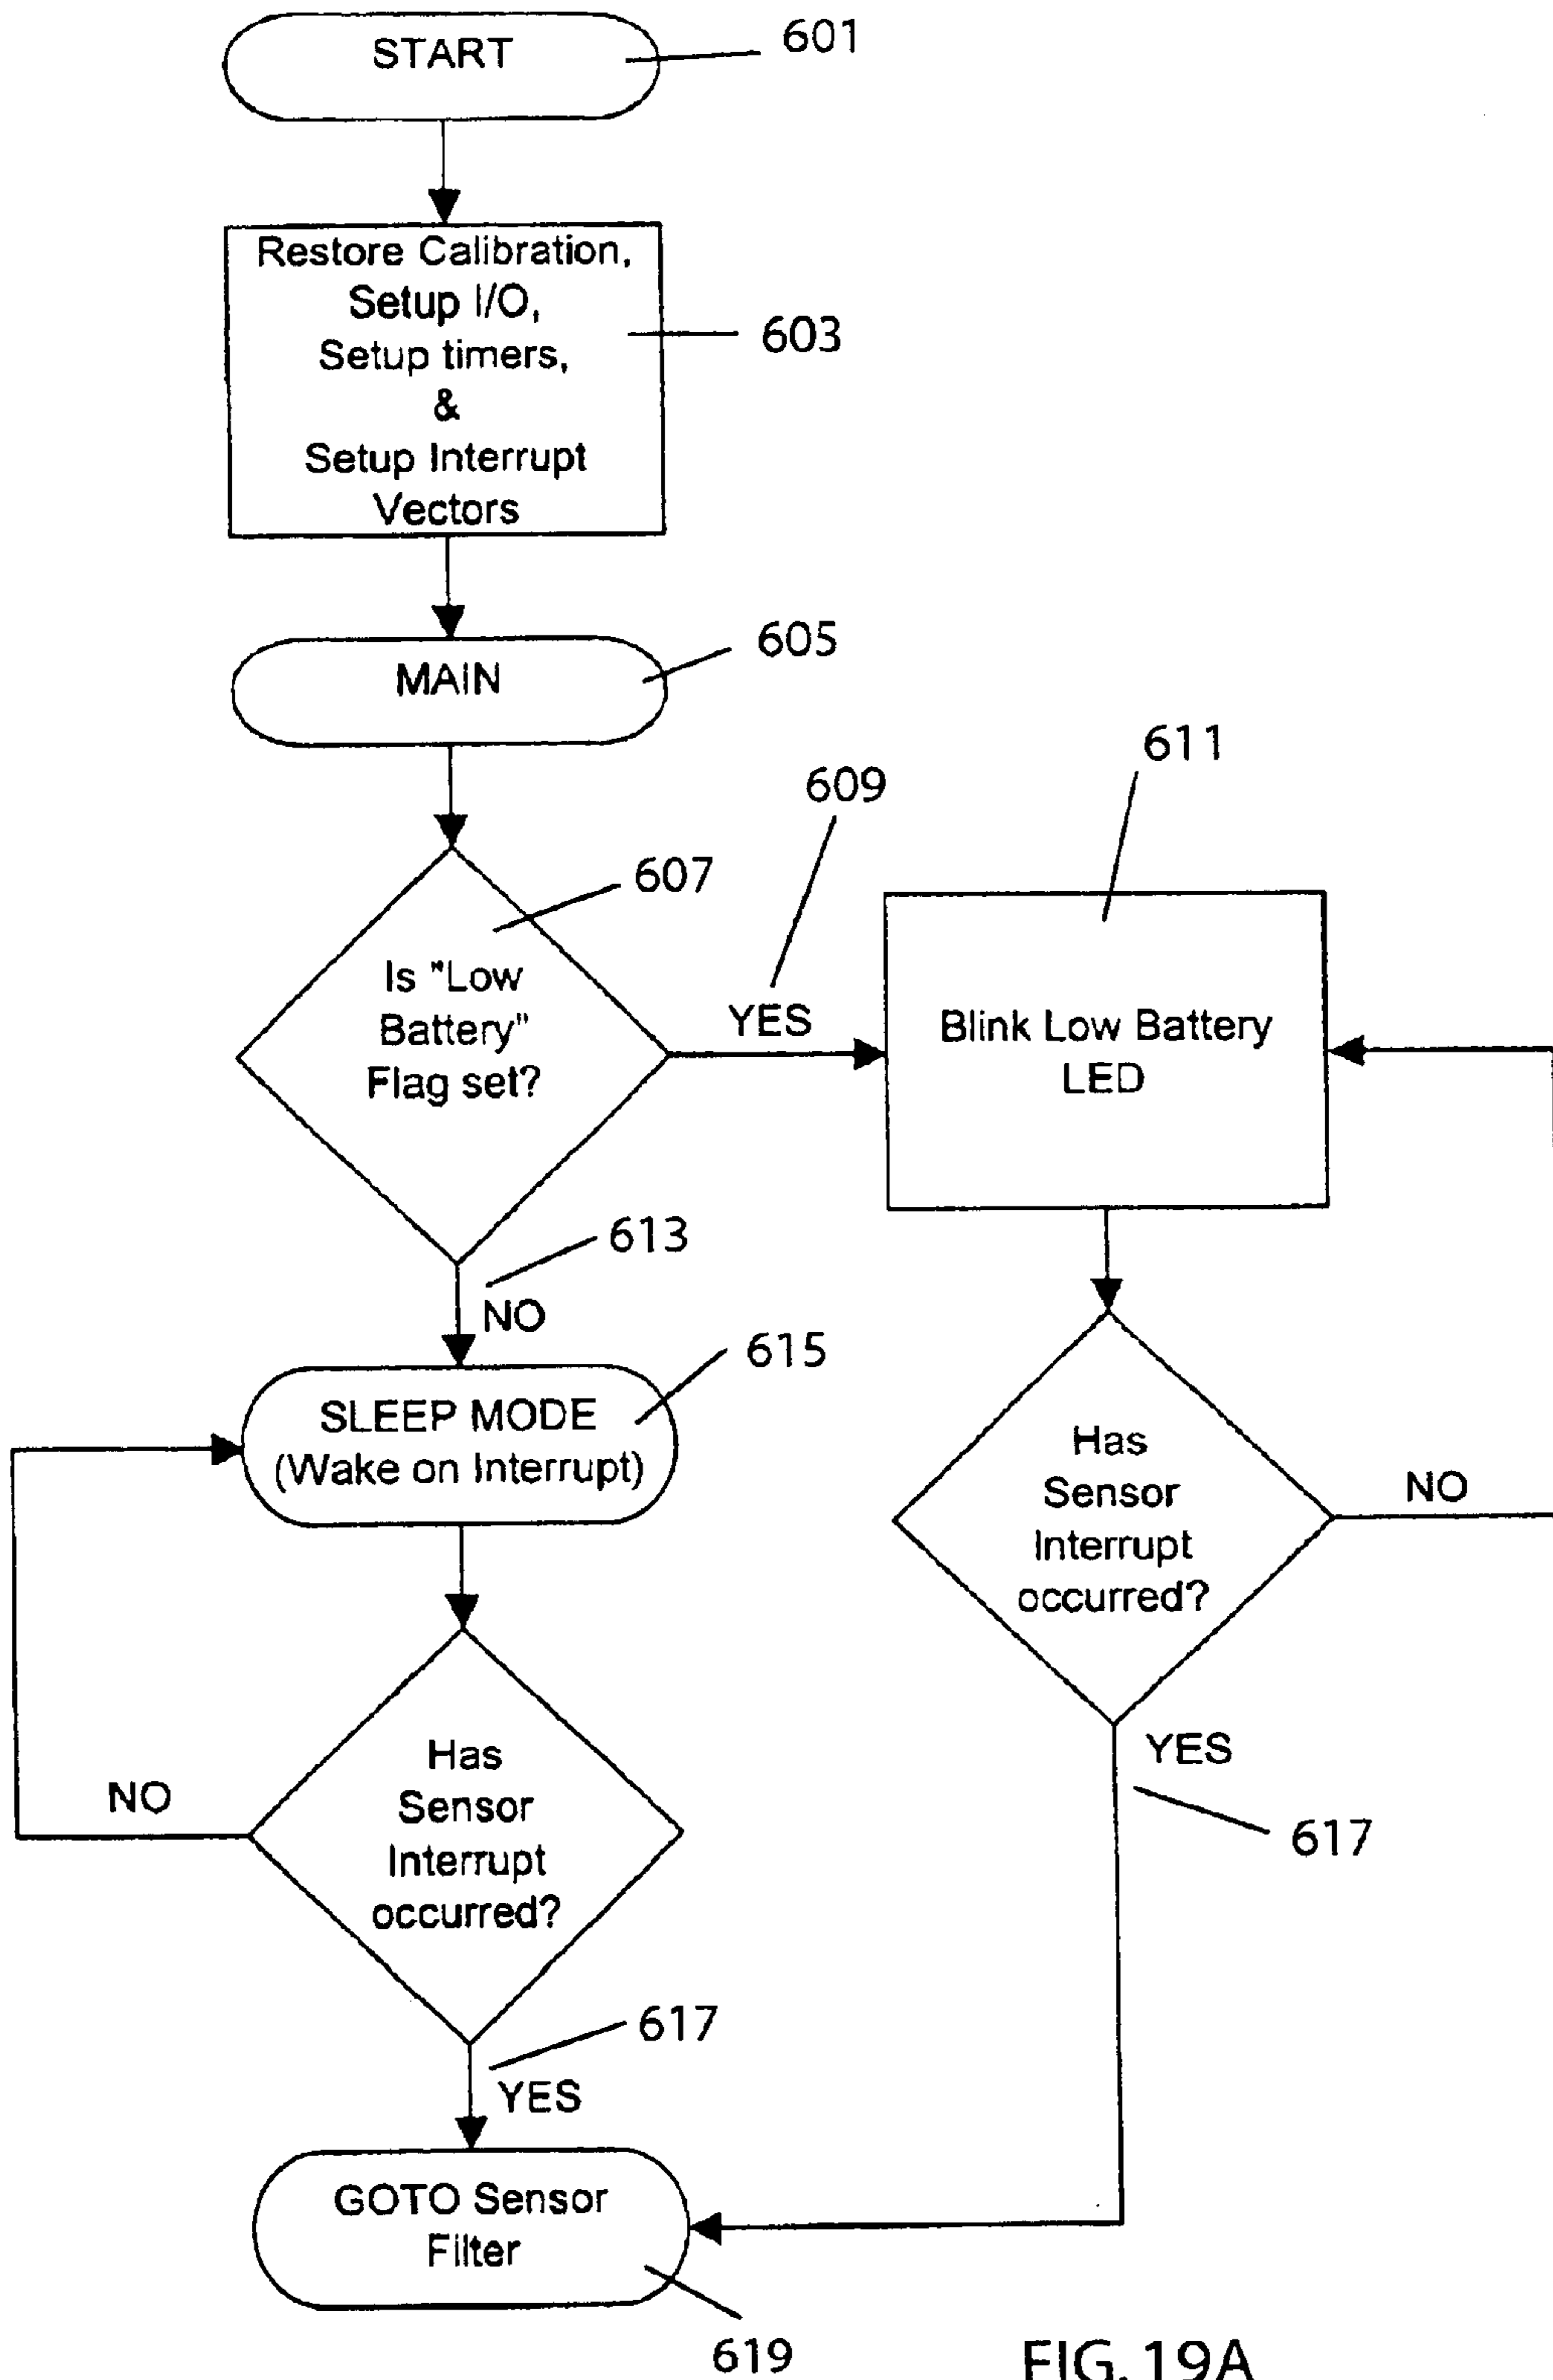 START
601
Restore Calibration,
Setup I/O,
Setup timers,
&
Setup Interrupt
Vectors
603
MAIN
605
607
Is "Low
Battery"
Flag set?
609
YES
611
Blink Low Battery
LED
613
NO
SLEEP MODE
(Wake on Interrupt)
615
Has
Sensor
Interrupt
occurred?
NO
YES
617
Has
Sensor
Interrupt
occurred?
NO
617
YES
GOTO Sensor
Filter
619
FIG.19A